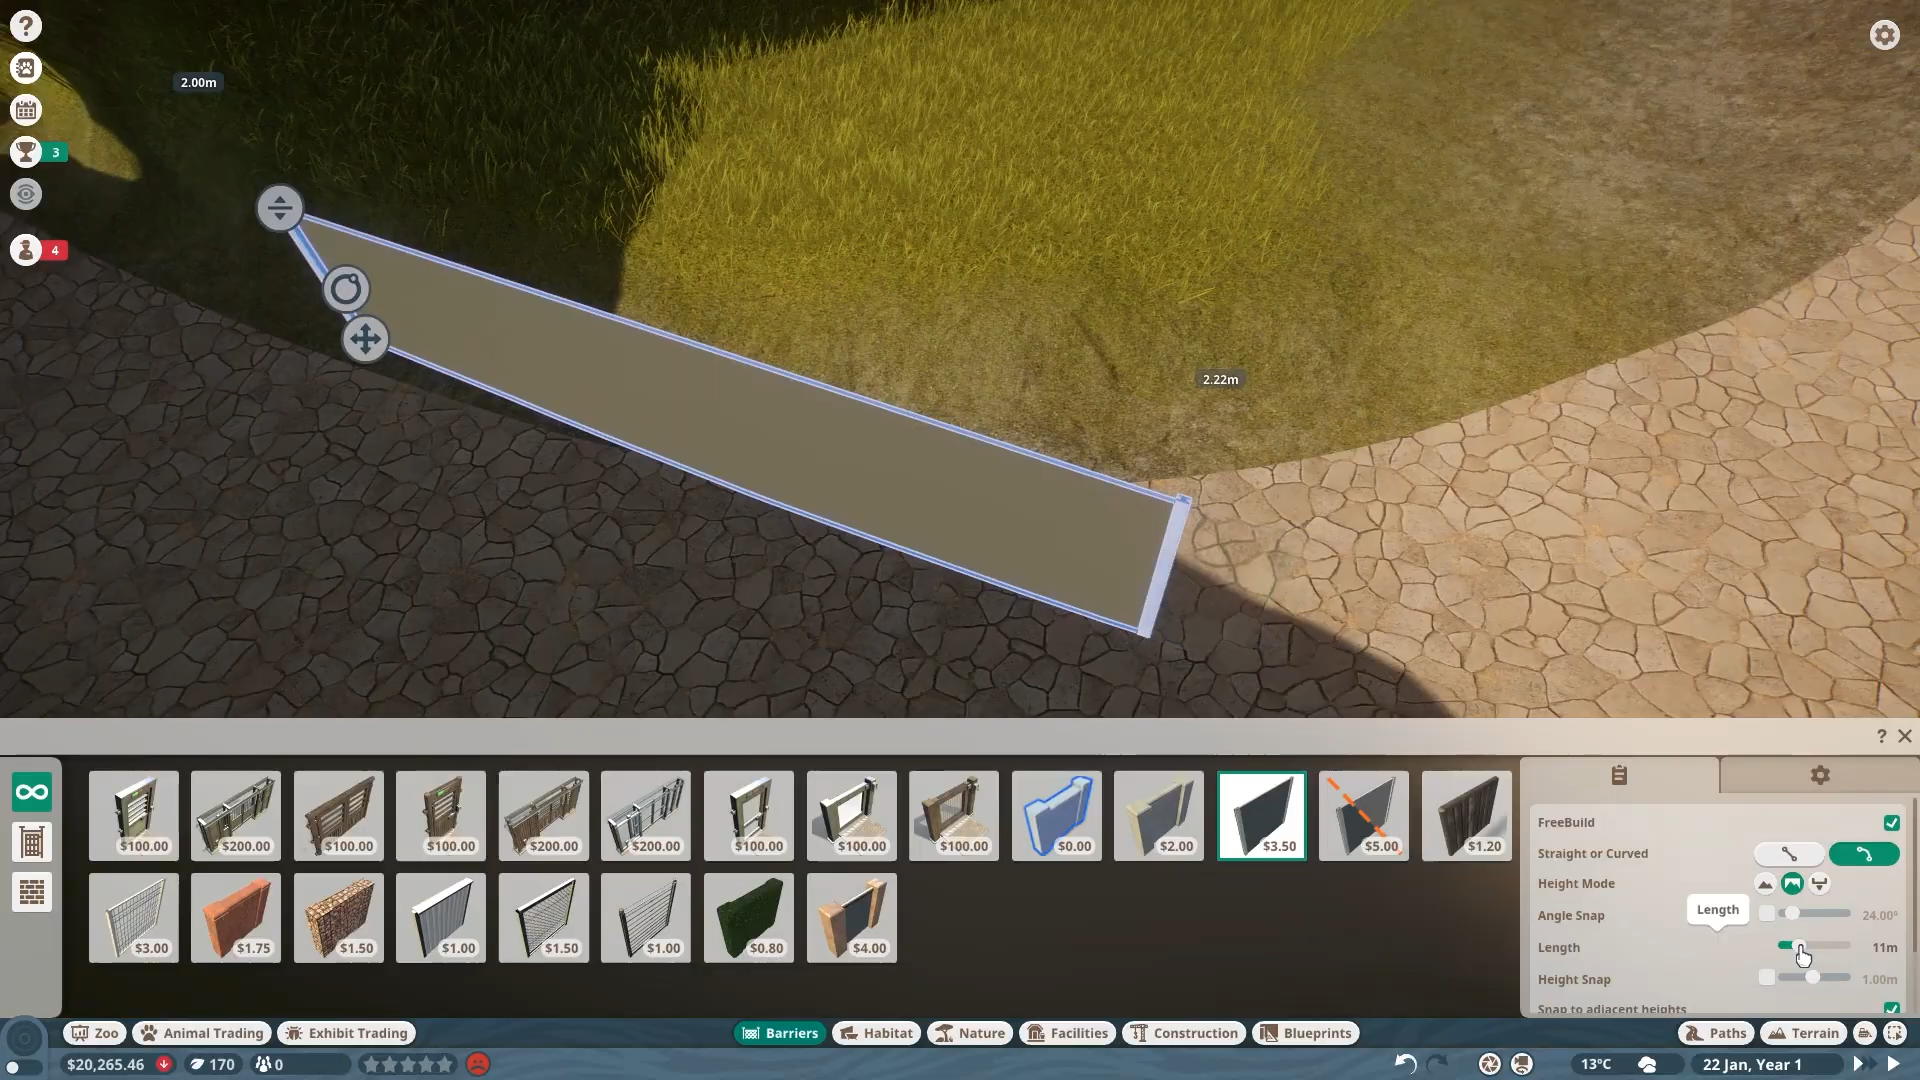 2.00m
3
4
2.22m
?
?
$100.00
$200.00
$100.00
$100.00
$200.00
$200.00
$100.00
$100.00
$100.00
$0.00
$2.00
$3.50
$5.00
$1.20
$3.00
$1.75
$1.50
$1.00
$1.50
$1.00
$0.80
$4.00
FreeBuild
Straight or Curved
Height Mode
Angle Snap
24.00°
Length
Length
11m
Height Snap
1.00m
Snap to adjacent heights
Zoo
Animal Trading
Exhibit Trading
Barriers
Habitat
Nature
Facilities
Construction
Blueprints
Paths
Terrain
$20,265.46
170
0
13°C
22 Jan, Year 1